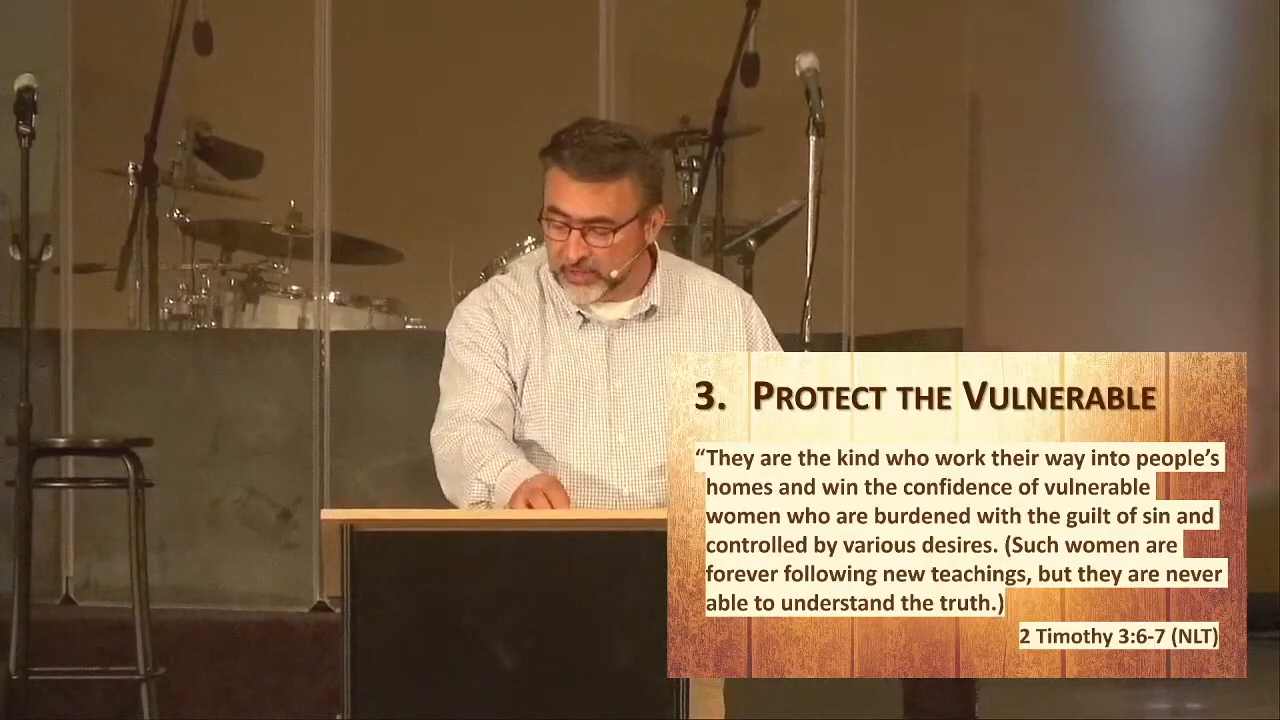 3. PROTECT THE VULNERABLE
“They are the kind who work their way into people’s
homes and win the confidence of vulnerable
women who are burdened with the guilt of sin and
controlled by various desires. (Such women are
forever following new teachings, but they are never
able to understand the truth.)
2 Timothy 3:6-7 (NLT)